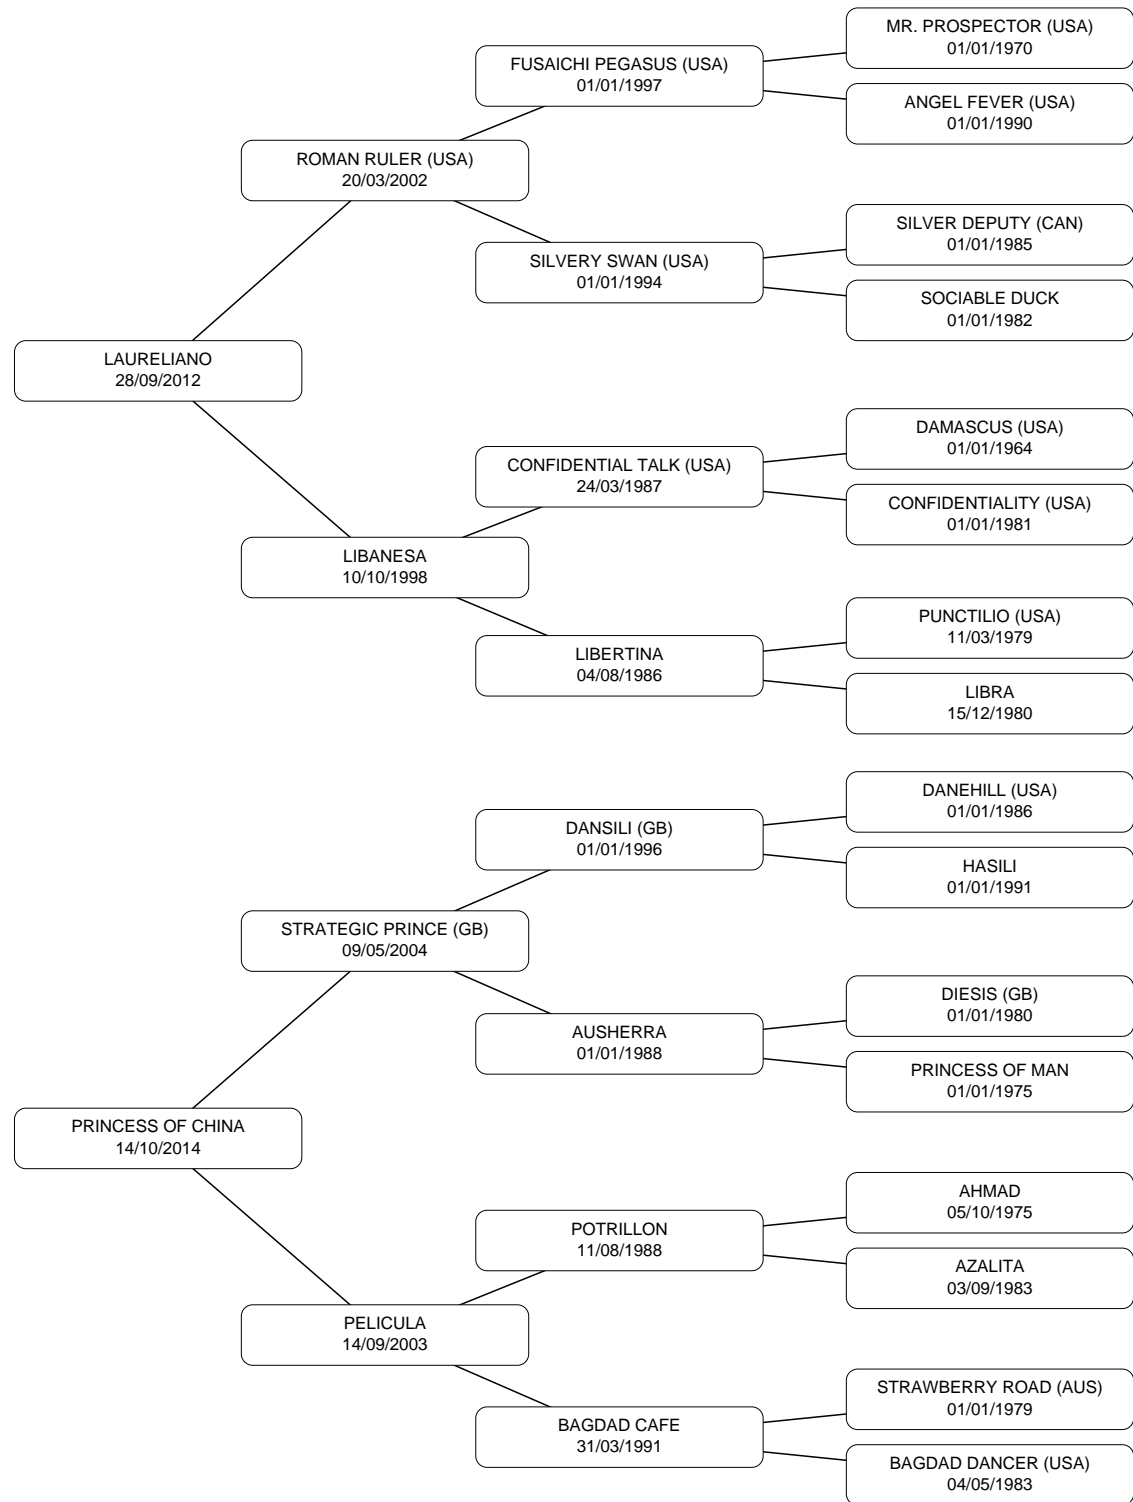 MR. PROSPECTOR (USA)
01/01/1970
FUSAICHI PEGASUS (USA)
01/01/1997
ANGEL FEVER (USA)
01/01/1990
ROMAN RULER (USA)
20/03/2002
SILVER DEPUTY (CAN)
01/01/1985
SILVERY SWAN (USA)
01/01/1994
SOCIABLE DUCK
01/01/1982
LAURELIANO
28/09/2012
DAMASCUS (USA)
01/01/1964
CONFIDENTIAL TALK (USA)
24/03/1987
CONFIDENTIALITY (USA)
01/01/1981
LIBANESA
10/10/1998
PUNCTILIO (USA)
11/03/1979
LIBERTINA
04/08/1986
LIBRA
15/12/1980
DANEHILL (USA)
01/01/1986
DANSILI (GB)
01/01/1996
HASILI
01/01/1991
STRATEGIC PRINCE (GB)
09/05/2004
DIESIS (GB)
01/01/1980
AUSHERRA
01/01/1988
PRINCESS OF MAN
01/01/1975
PRINCESS OF CHINA
14/10/2014
AHMAD
05/10/1975
POTRILLON
11/08/1988
AZALITA
03/09/1983
PELICULA
14/09/2003
STRAWBERRY ROAD (AUS)
01/01/1979
BAGDAD CAFE
31/03/1991
BAGDAD DANCER (USA)
04/05/1983